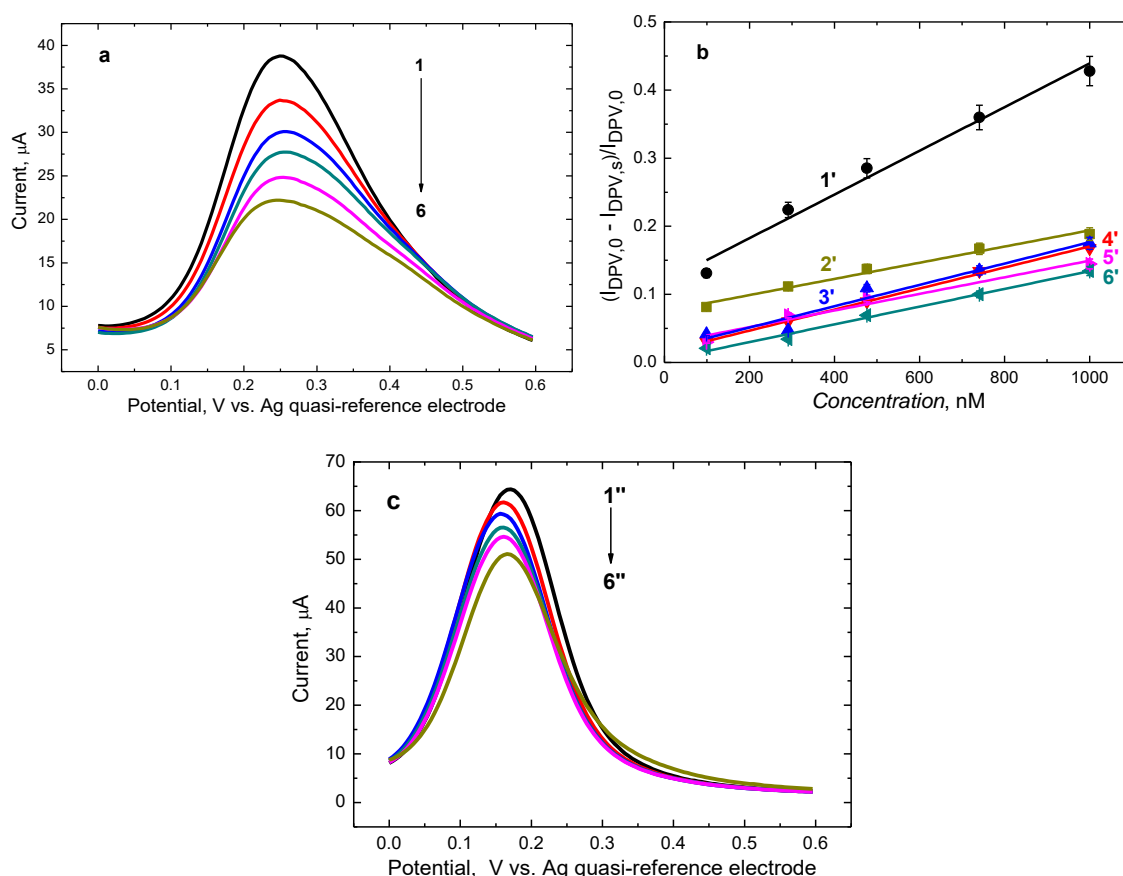 a
1
6
40
35
30
25
20
15
10
5
0.0 0.1 0.2 0.3 0.4 0.5 0.6
Current, µA
Potential, V vs. Ag quasi-reference electrode
b
1'
2'
3'
4'
5'
6'
0.5
0.4
0.3
0.2
0.1
0.0
0 200 400 600 800 1000
(I_DPV,0 - I_DPV,s)/I_DPV,0
Concentration, nM
c
1"
6"
70
60
50
40
30
20
10
0
0.0 0.1 0.2 0.3 0.4 0.5 0.6
Current, µA
Potential, V vs. Ag quasi-reference electrode